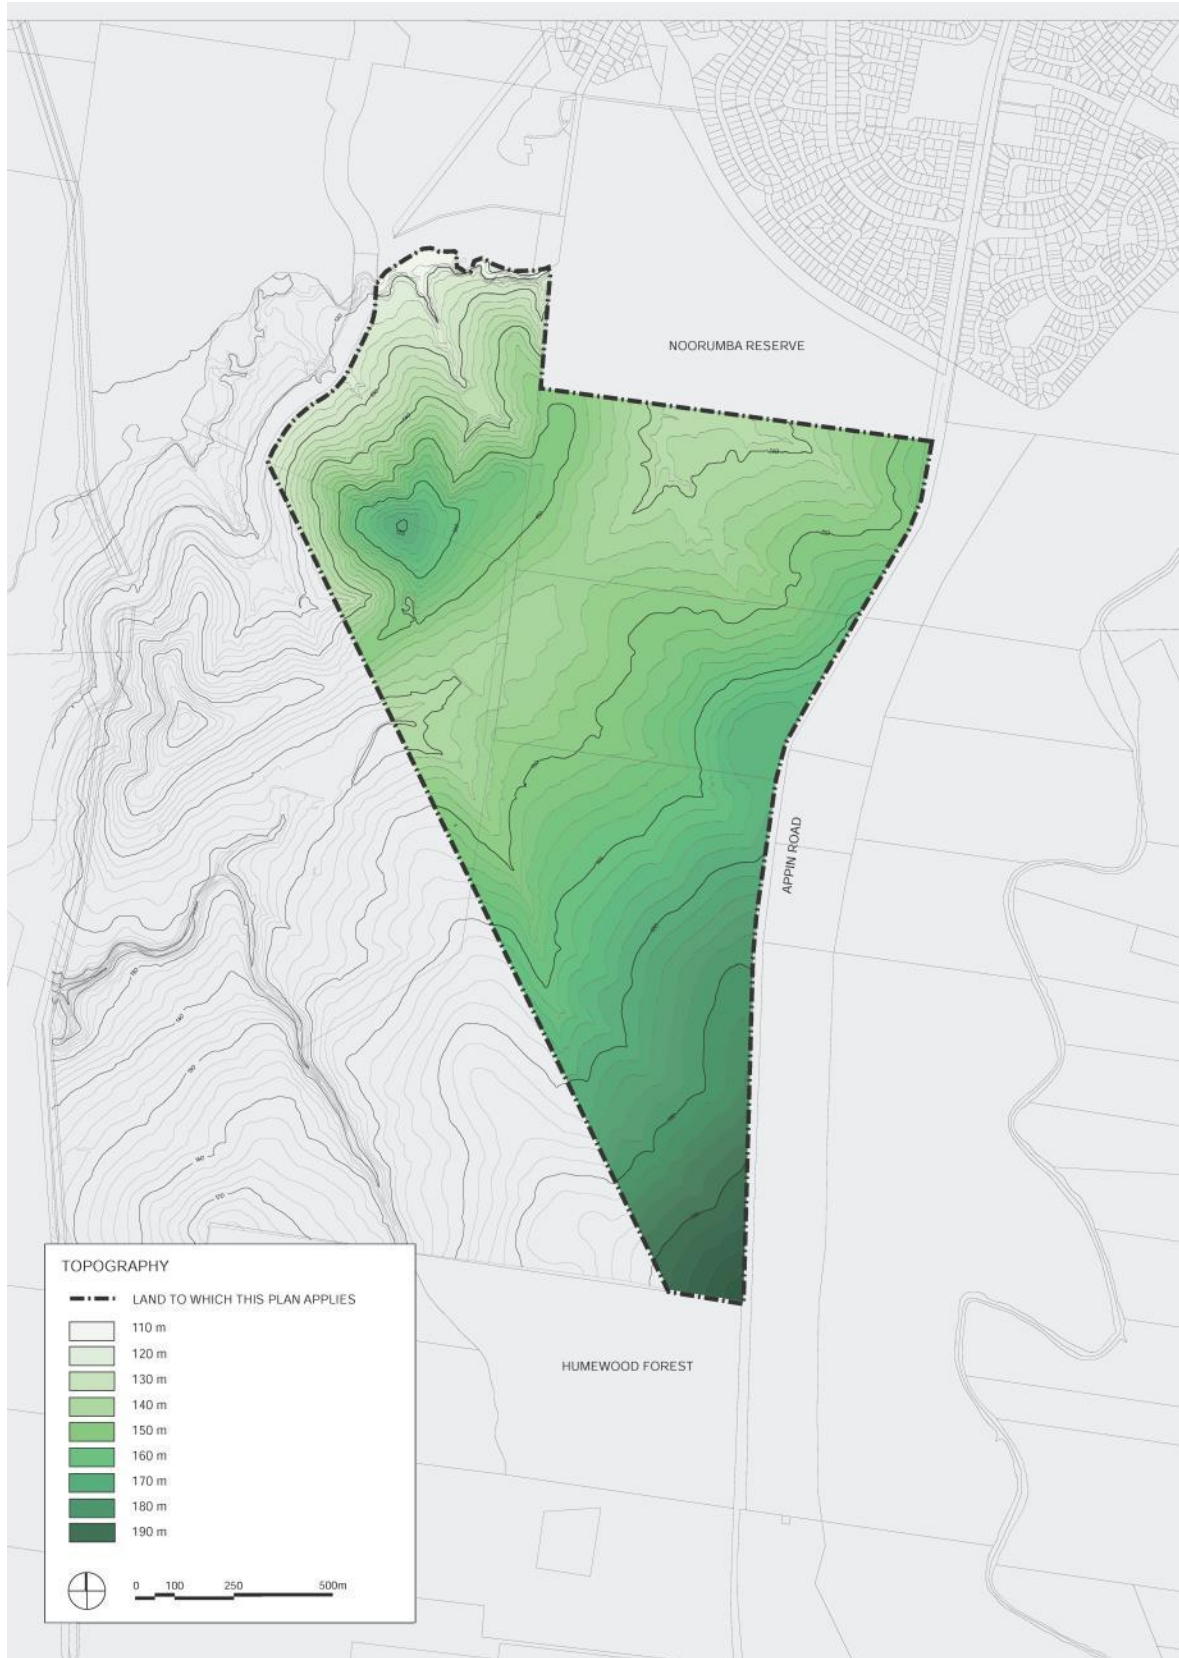 NOORUMBA RESERVE
APPIN ROAD
HUMEWOOD FOREST
TOPOGRAPHY
LAND TO WHICH THIS PLAN APPLIES
110 m
120 m
130 m
140 m
150 m
160 m
170 m
180 m
190 m
0 100 250 500m